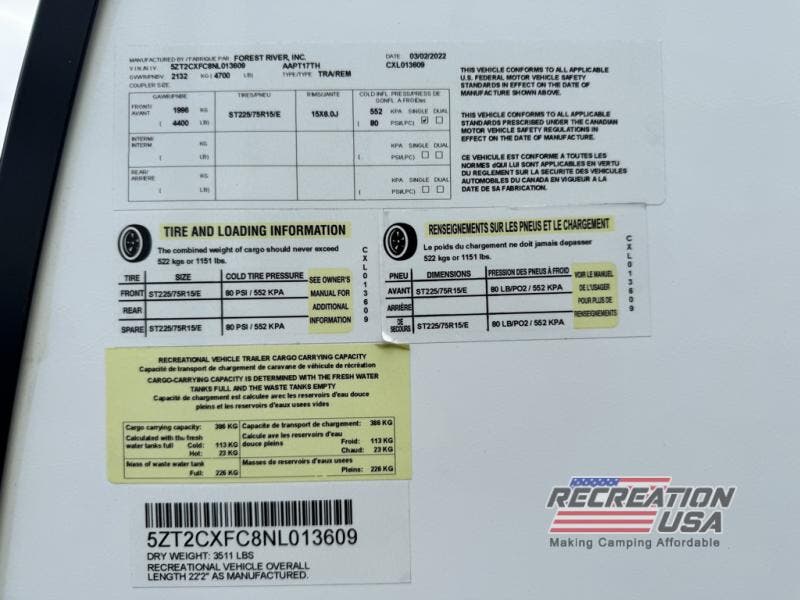 MANUFACTURED BY / FABRIQUE PAR FOREST RIVER, INC. DATE 03/02/2022
V.I.N./N.I.V. 5ZT2CXFC8NL013609 AAPT17TH CXL013609
GVWR/PNBV 2132 KG ( 4700 LB) TYPE/TYPE TRA/REM
COUPLER SIZE:
GAWR/PNBE TIRES/PNEU RIMS/JANTE COLD INFL. PRESS/PRESS DE GONFL. A FROID
FRONT/ AVANT 1996 KG ST225/75R15/E 15X6.0J 552 KPA SINGLE DUAL
( 4400 LB) ( 80 PSI/LPC)
INTERM/ INTERM KG KPA SINGLE DUAL
( LB) ( PSI/LPC)
REAR/ ARRIÈRE KG KPA SINGLE DUAL
( LB) ( PSI/LPC)
THIS VEHICLE CONFORMS TO ALL APPLICABLE
U.S. FEDERAL MOTOR VEHICLE SAFETY
STANDARDS IN EFFECT ON THE DATE OF
MANUFACTURE SHOWN ABOVE.
THIS VEHICLE CONFORMS TO ALL APPLICABLE
STANDARDS PRESCRIBED UNDER THE CANADIAN
MOTOR VEHICLE SAFETY REGULATIONS IN
EFFECT ON THE DATE OF MANUFACTURE.
CE VEHICULE EST CONFORME A TOUTES LES
NORMES dQUI LUI SONT APPLICABLES EN VERTU
DU REGLEMENT SUR LA SECURITE DES VEHICULES
AUTOMOBILES DU CANADA EN VIGUEUR A LA
DATE DE SA FABRICATION.
TIRE AND LOADING INFORMATION
The combined weight of cargo should never exceed
522 kgs or 1151 lbs.
TIRE SIZE COLD TIRE PRESSURE
FRONT ST225/75R15/E 80 PSI / 552 KPA
REAR
SPARE ST225/75R15/E 80 PSI / 552 KPA
SEE OWNER'S
MANUAL FOR
ADDITIONAL
INFORMATION
CXL013609
RENSEIGNEMENTS SUR LES PNEUS ET LE CHARGEMENT
Le poids du chargement ne doit jamais depasser
522 kgs or 1151 lbs.
PNEU DIMENSIONS PRESSION DES PNEUS À FROID
AVANT ST225/75R15/E 80 LB/PO2 / 552 KPA
ARRIÈRE
DE SECOURS ST225/75R15/E 80 LB/PO2 / 552 KPA
VOIR LE MANUEL
DE L'USAGER
POUR PLUS DE
RENSEIGNEMENTS
CXL013609
RECREATIONAL VEHICLE TRAILER CARGO CARRYING CAPACITY
Capacité de transport de chargement de caravane de véhicule de récréation
CARGO-CARRYING CAPACITY IS DETERMINED WITH THE FRESH WATER
TANKS FULL AND THE WASTE TANKS EMPTY
Capacité de chargement est calculee avec les reservoirs d'eau douce
pleins et les reservoirs d'eaux usees vides
Cargo carrying capacity: 386 KG
Calculated with the fresh
water tanks full Cold: 113 KG
Hot: 23 KG
Mass of waste water tank
Full: 226 KG
Capacite de transport de chargement: 386 KG
Calcule ave les reservoirs d'eau
douce pleins Froid: 113 KG
Chaud: 23 KG
Masses de reservoirs d'eaux usees
Pleins: 226 KG
5ZT2CXFC8NL013609
DRY WEIGHT: 3511 LBS
RECREATIONAL VEHICLE OVERALL
LENGTH 22'2" AS MANUFACTURED.
RECREATION
USA
Making Camping Affordable